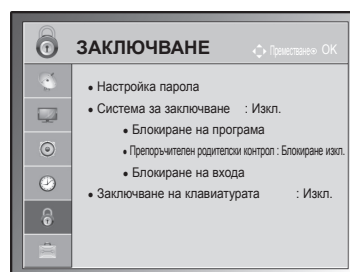 ЗАКЛЮЧВАНЕ Преместване OK
• Настройка парола
• Система за заключване : Изкл.
• Блокиране на програма
• Препоръчителен родителски контрол : Блокиране изкл.
• Блокиране на входа
• Заключване на клавиатурата : Изкл.